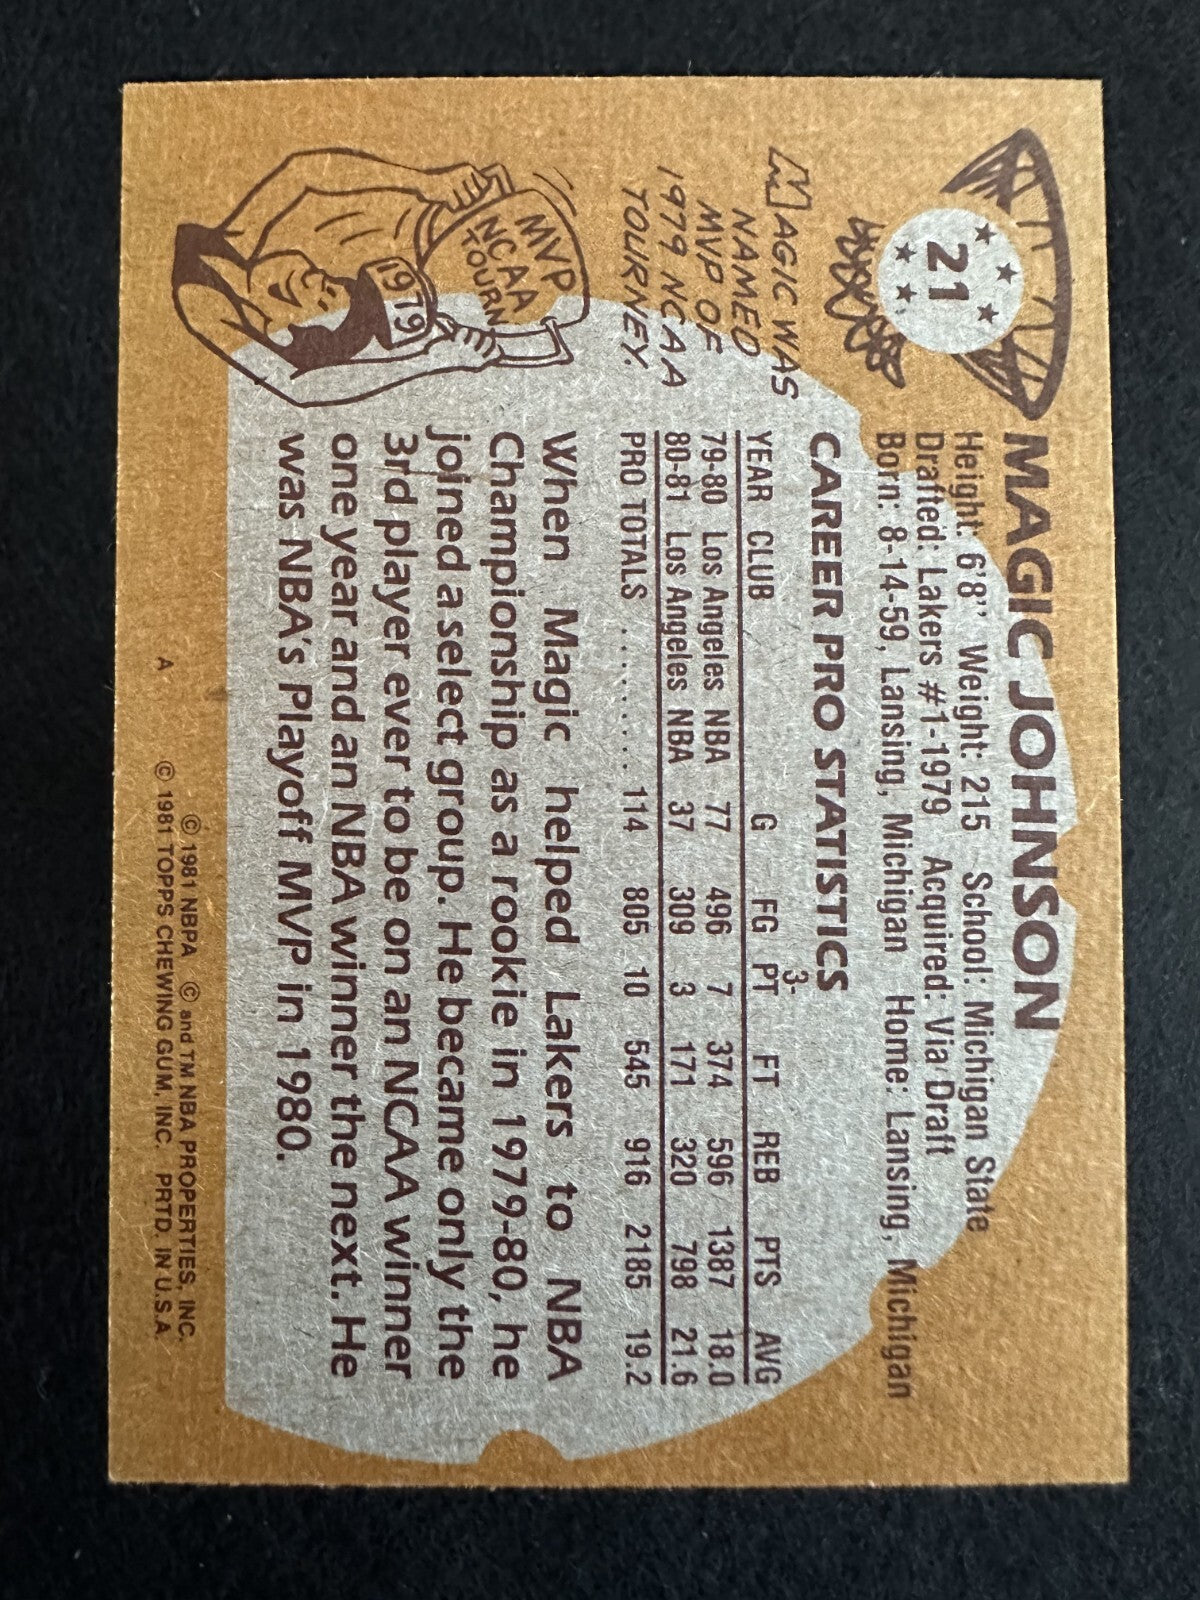 21
MAGIC JOHNSON
Height: 6'8" Weight: 215 School: Michigan State
Drafted: Lakers #1-1979 Acquired: Via Draft
Born: 8-14-59, Lansing, Michigan Home: Lansing, Michigan
CAREER PRO STATISTICS
3-
YEAR CLUB G FG PT FT REB PTS AVG
79-80 Los Angeles NBA 77 496 7 374 596 1387 18.0
80-81 Los Angeles NBA 37 309 3 171 320 798 21.6
PRO TOTALS .......... 114 805 10 545 916 2185 19.2
When Magic helped Lakers to NBA
Championship as a rookie in 1979-80, he
joined a select group. He became only the
3rd player ever to be on an NCAA winner
one year and an NBA winner the next. He
was NBA's Playoff MVP in 1980.
MAGIC WAS
NAMED
MVP OF
1979 NCAA
TOURNEY.
MVP
NCAA
TOURN
1979
© 1981 NBPA © and TM NBA PROPERTIES, INC.
A © 1981 TOPPS CHEWING GUM, INC. PRTD. IN U.S.A.